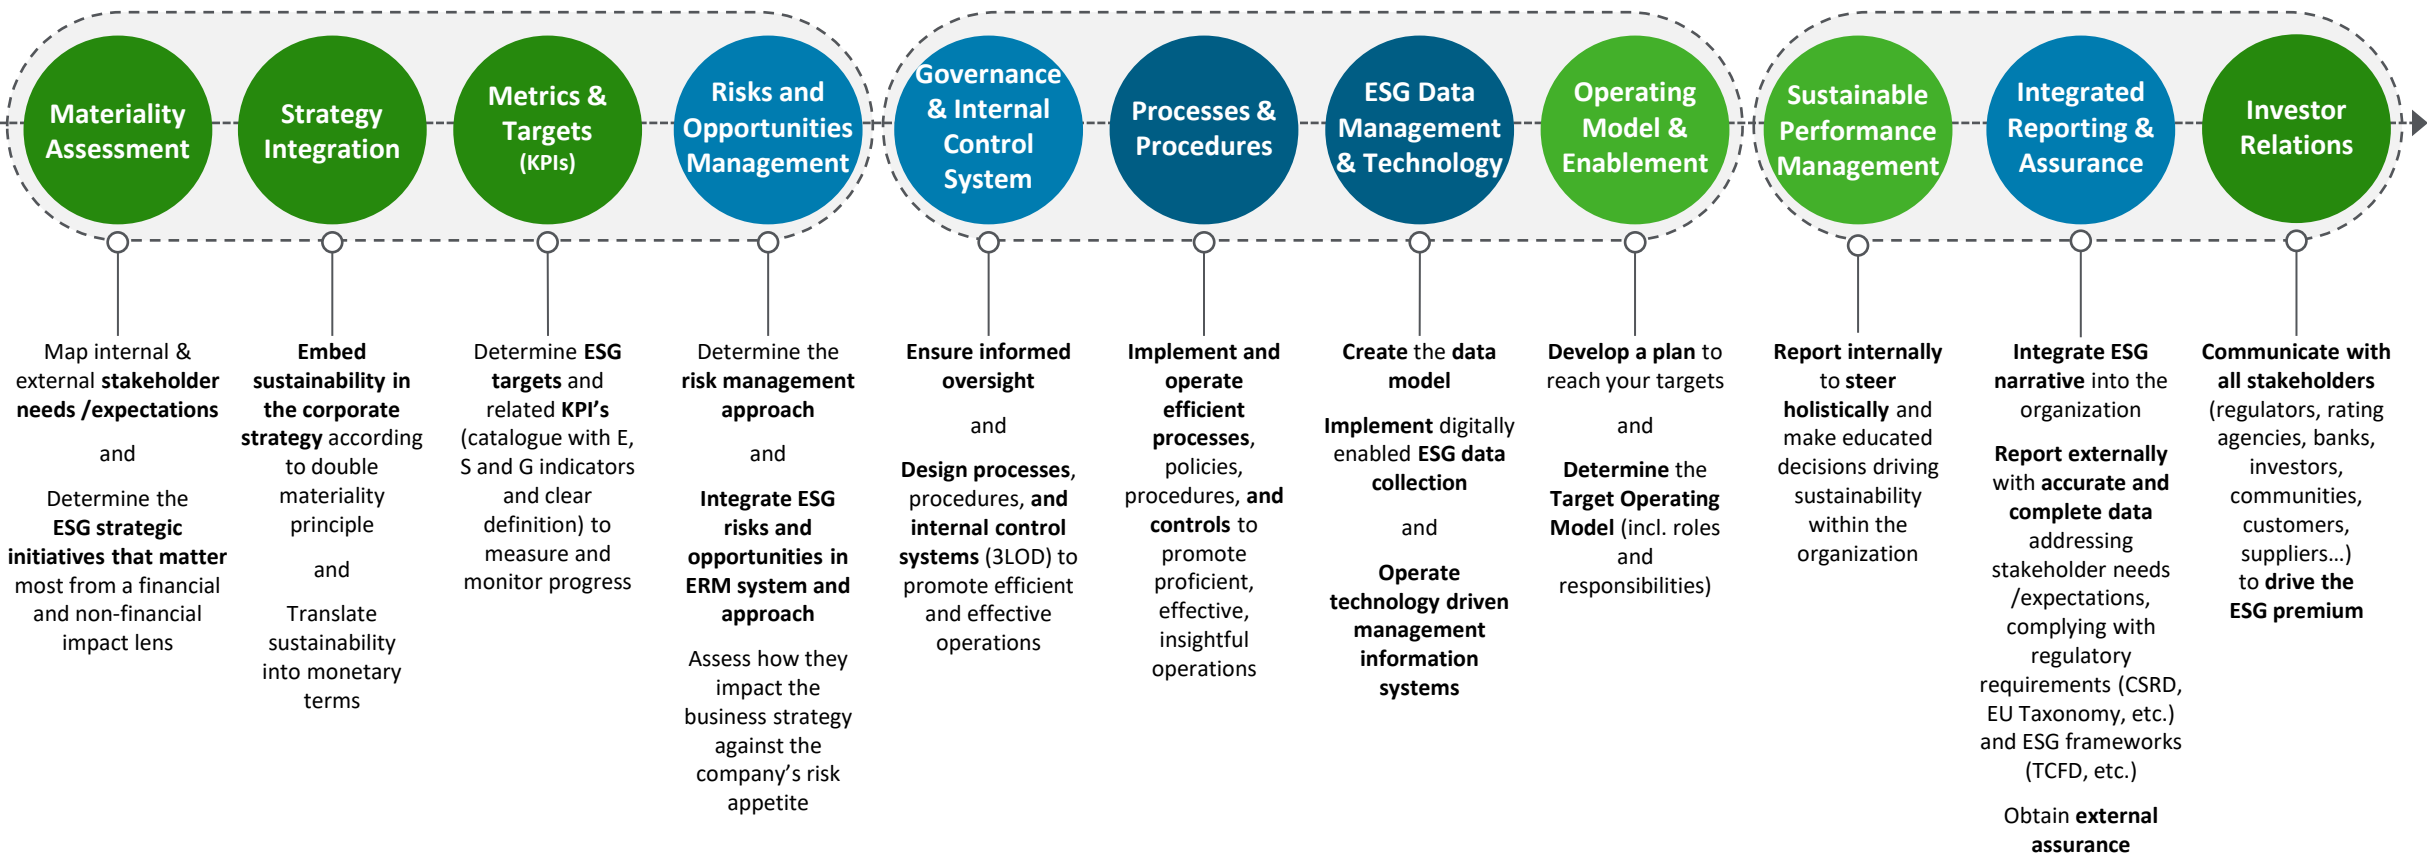 Materiality
Assessment
Strategy
Integration
Metrics &
Targets
(KPIs)
Risks and
Opportunities
Management
Governance
& Internal
Control
System
Processes &
Procedures
ESG Data
Management
& Technology
Operating
Model &
Enablement
Sustainable
Performance
Management
Integrated
Reporting &
Assurance
Investor
Relations
Map internal &
external stakeholder
needs /expectations
and
Determine the
ESG strategic
initiatives that matter
most from a financial
and non-financial
impact lens
Embed
sustainability in
the corporate
strategy according
to double
materiality
principle
and
Translate
sustainability
into monetary
terms
Determine ESG
targets and
related KPI's
(catalogue with E,
S and G indicators
and clear
definition) to
measure and
monitor progress
Determine the
risk management
approach
and
Integrate ESG
risks and
opportunities in
ERM system and
approach
Assess how they
impact the
business strategy
against the
company's risk
appetite
Ensure informed
oversight
and
Design processes,
procedures, and
internal control
systems (3LOD) to
promote efficient
and effective
operations
Implement and
operate
efficient
processes,
policies,
procedures, and
controls to
promote
proficient,
effective,
insightful
operations
Create the data
model
Implement digitally
enabled ESG data
collection
and
Operate
technology driven
management
information
systems
Develop a plan to
reach your targets
and
Determine the
Target Operating
Model (incl. roles
and
responsibilities)
Report internally
to steer
holistically and
make educated
decisions driving
sustainability
within the
organization
Integrate ESG
narrative into the
organization
Report externally
with accurate and
complete data
addressing
stakeholder needs
/expectations,
complying with
regulatory
requirements (CSRD,
EU Taxonomy, etc.)
and ESG frameworks
(TCFD, etc.)
Obtain external
assurance
Communicate with
all stakeholders
(regulators, rating
agencies, banks,
investors,
communities,
customers,
suppliers…)
to drive the
ESG premium